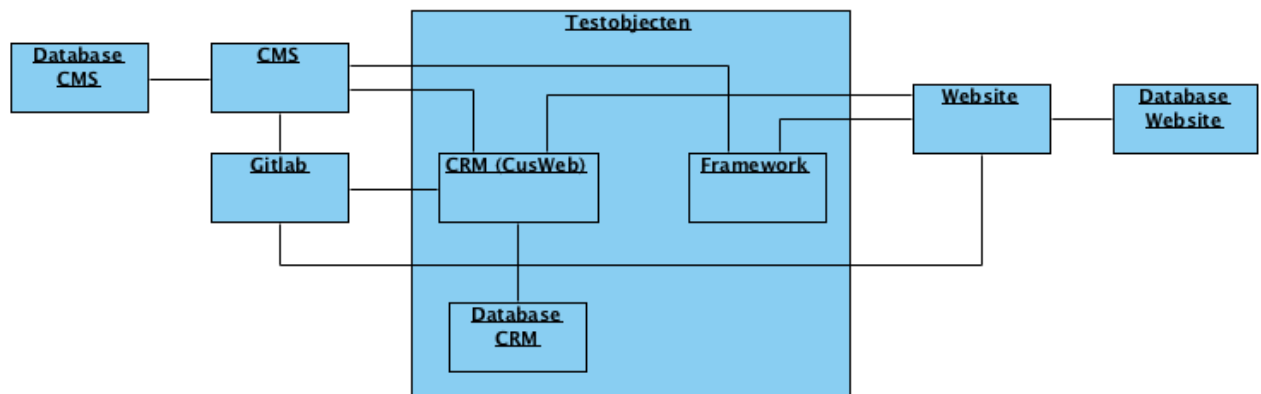 Testobjecten
Database
CMS
CMS
Website
Database
Website
Gitlab
CRM (CusWeb)
Framework
Database
CRM